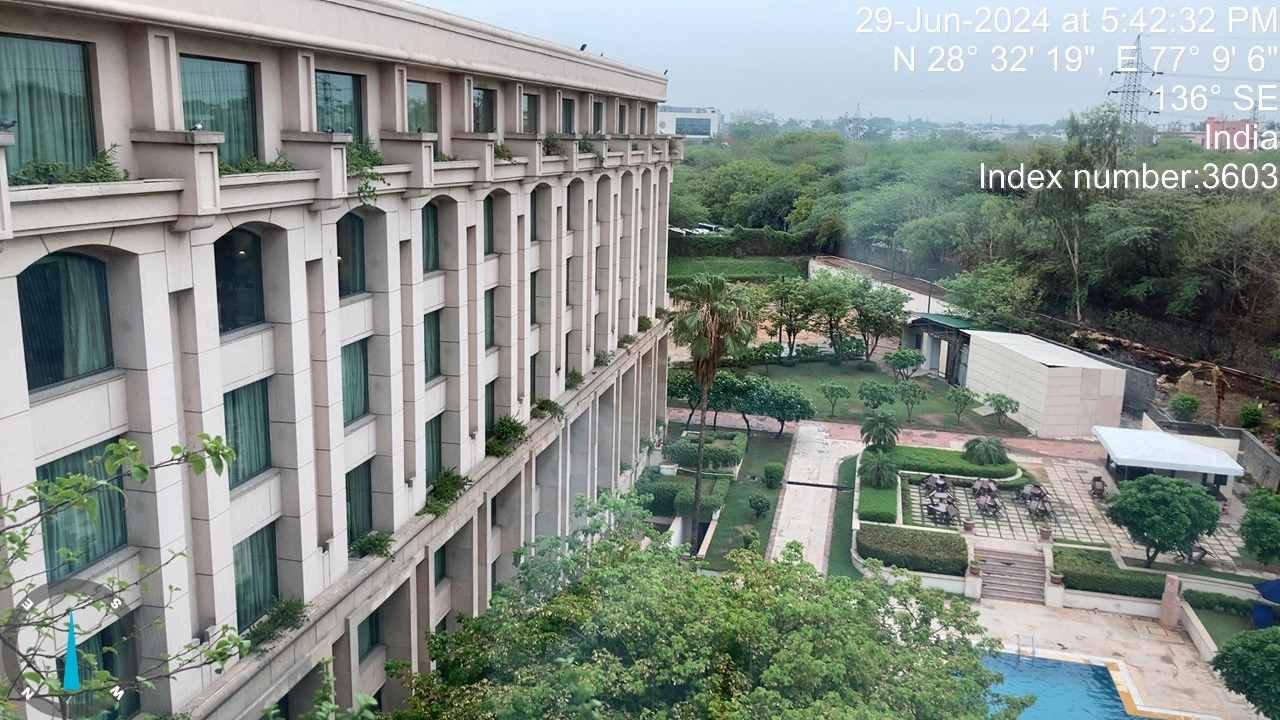 29-Jun-2024 at 5:42:32 PM
N 28° 32' 19", E 77° 9' 6"
136° SE
India
Index number:3603
S
E
W
N